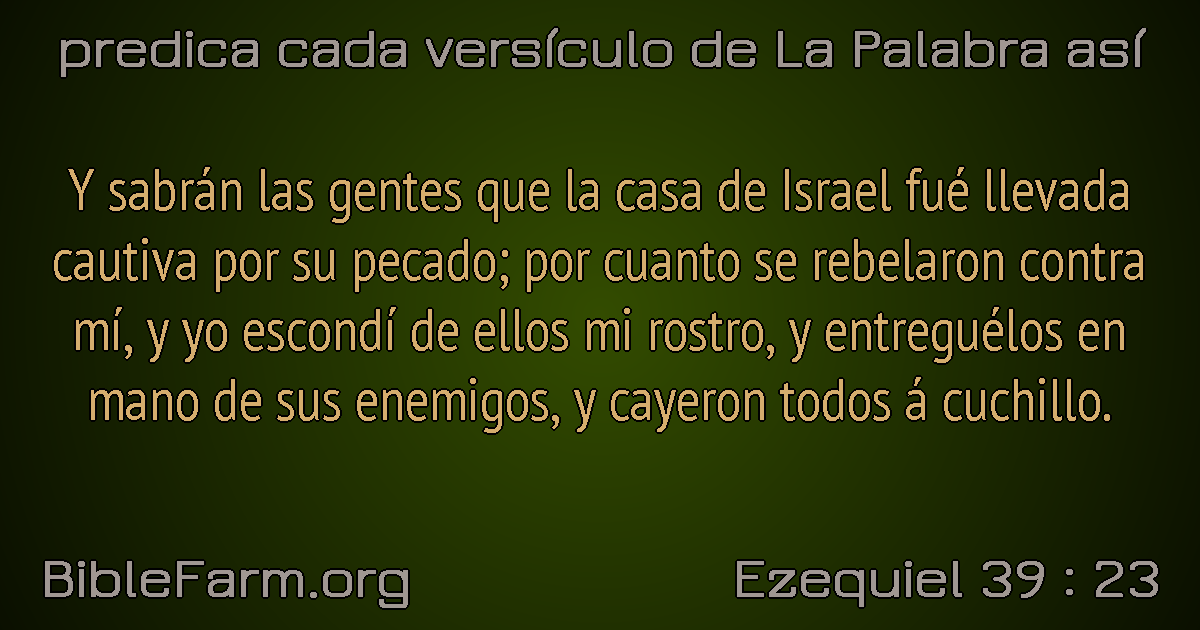 predica cada versículo de La Palabra así
Y sabrán las gentes que la casa de Israel fué llevada
cautiva por su pecado; por cuanto se rebelaron contra
mí, y yo escondí de ellos mi rostro, y entreguélos en
mano de sus enemigos, y cayeron todos á cuchillo.
BibleFarm.org
Ezequiel 39 : 23